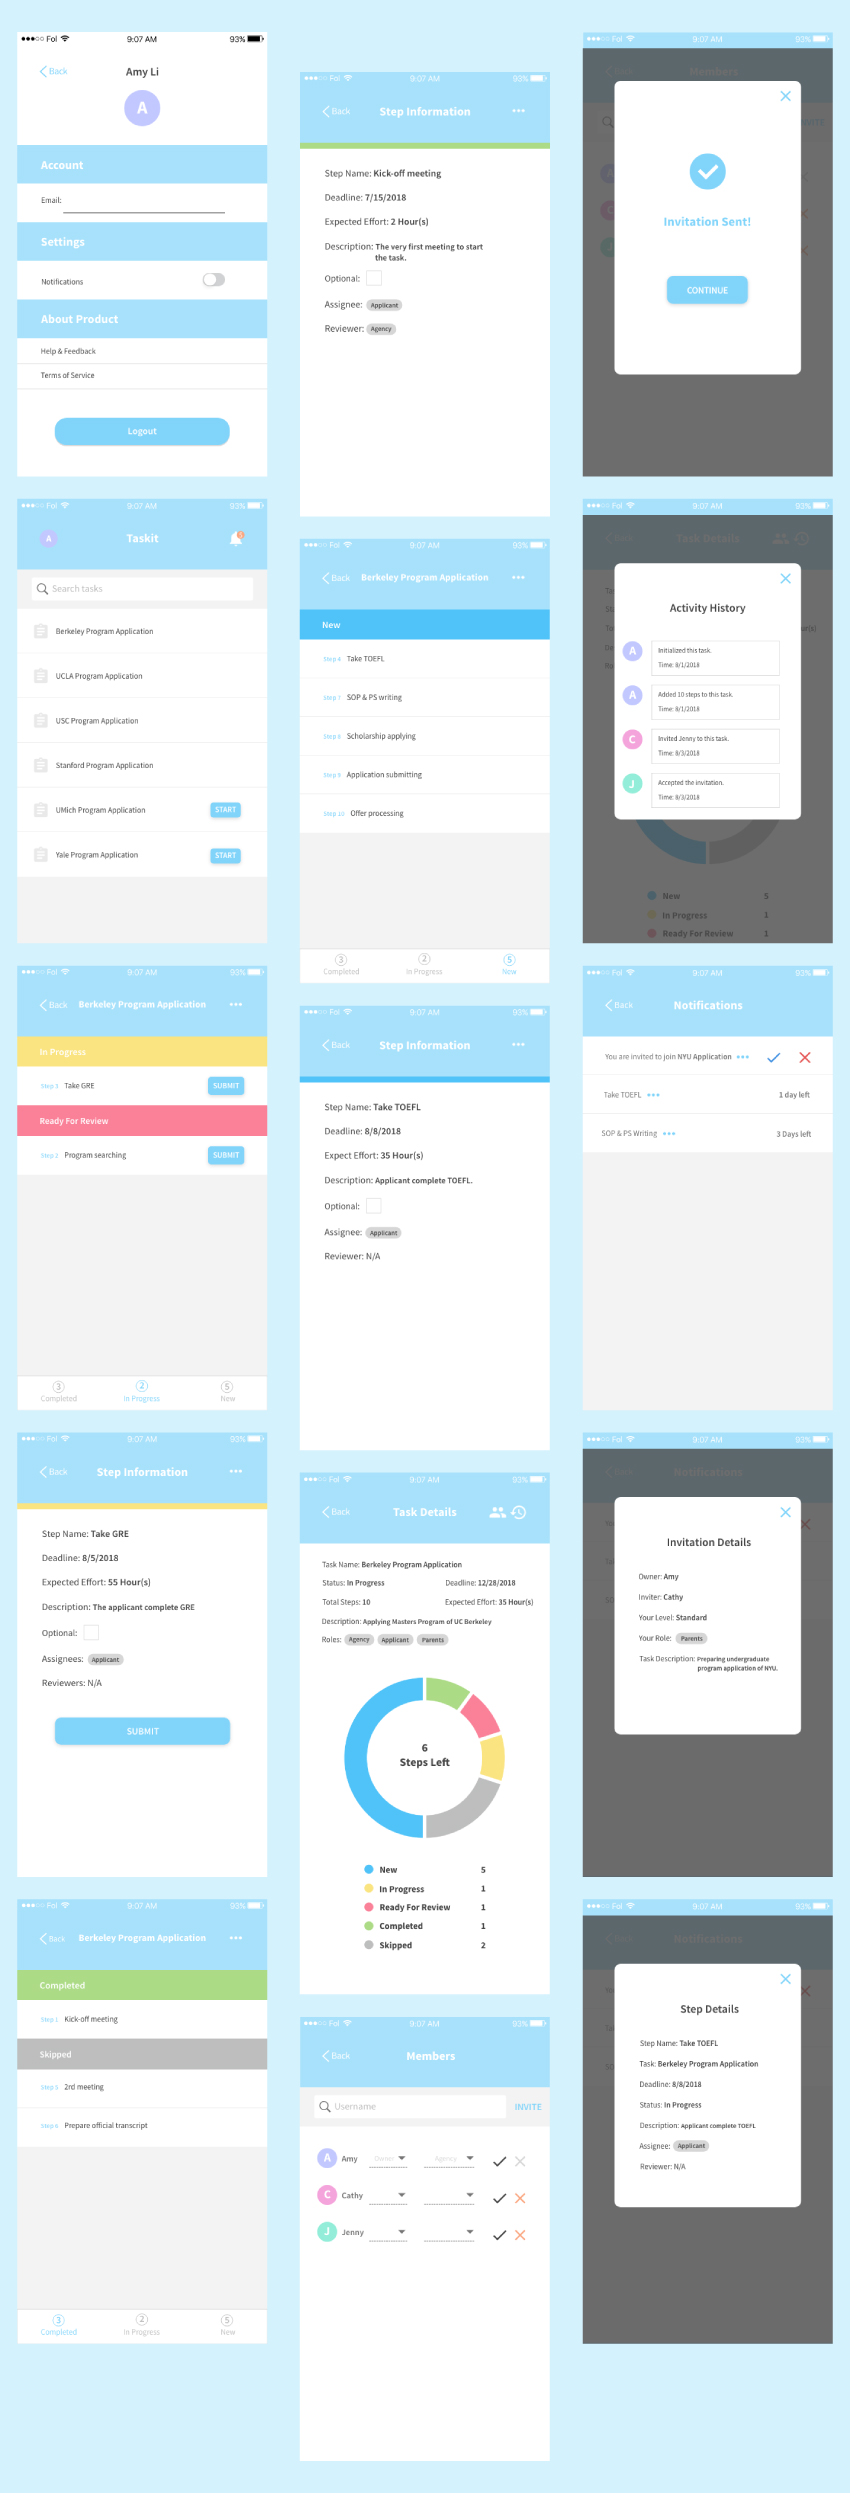 Fol 9:07 AM 93%
Back
Amy Li
A
Account
Email:
Settings
Notifications
About Product
Help & Feedback
Terms of Service
Logout
Fol 9:07 AM 93%
A Taskit
Search tasks
Berkeley Program Application
UCLA Program Application
USC Program Application
Stanford Program Application
UMich Program Application START
Yale Program Application START
Fol 9:07 AM 93%
Back Berkeley Program Application
In Progress
Step 3 Take GRE SUBMIT
Ready For Review
Step 2 Program searching SUBMIT
3 2 5
Completed In Progress New
Fol 9:07 AM 93%
Back Step Information
Step Name: Take GRE
Deadline: 8/5/2018
Expected Effort: 55 Hour(s)
Description: The applicant complete GRE
Optional:
Assignees: Applicant
Reviewers: N/A
SUBMIT
Fol 9:07 AM 93%
Back Berkeley Program Application
Completed
Step 1 Kick-off meeting
Skipped
2rd meeting
Prepare official transcript
3 2 5
Completed In Progress New
Fol 9:07 AM 93%
Back Step Information
Step Name: Kick-off meeting
Deadline: 7/15/2018
Expected Effort: 2 Hour(s)
Description: The very first meeting to start
the task.
Optional:
Assignee: Applicant
Reviewer: Agency
Fol 9:07 AM 93%
Back Berkeley Program Application
New
Take TOEFL
Step 7 SOP & PS writing
Step 8 Scholarship applying
Step 9 Application submitting
Step 10 Offer processing
3 2 5
Completed In Progress New
Fol 9:07 AM 93%
Back Step Information
Step Name: Take TOEFL
Deadline: 8/8/2018
Expect Effort: 35 Hour(s)
Description: Applicant complete TOEFL.
Optional:
Assignee: Applicant
Reviewer: N/A
Fol 9:07 AM 93%
Back Task Details
Task Name: Berkeley Program Application
Status: In Progress Deadline: 12/28/2018
Total Steps: 10 Expected Effort: 35 Hour(s)
Description: Applying Masters Program of UC Berkeley
Roles: Agency Applicant Parents
6
Steps Left
New 5
In Progress 1
Ready For Review 1
Completed 1
Skipped 2
Fol 9:07 AM 93%
Back Members
Username INVITE
A Amy Owner Agency
C Cathy
J Jenny
Fol 9:07 AM 93%
Back Members
INVITE
A
C
J
Invitation Sent!
CONTINUE
Fol 9:07 AM 93%
Back Task Details
Activity History
A Initialized this task.
Time: 8/1/2018
A Added 10 steps to this task.
Time: 8/1/2018
C Invited Jenny to this task.
Time: 8/3/2018
J Accepted the invitation.
Time: 8/3/2018
New 5
In Progress 1
Ready For Review 1
Fol 9:07 AM 93%
Back Notifications
You are invited to join NYU Application
Take TOEFL 1 day left
SOP & PS Writing 3 Days left
Fol 9:07 AM 93%
Back Notifications
Invitation Details
Owner: Amy
Inviter: Cathy
Your Level: Standard
Your Role: Parents
Task Description: Preparing undergraduate
program application of NYU.
Fol 9:07 AM 93%
Back Notifications
Step Details
Step Name: Take TOEFL
Task: Berkeley Program Application
Deadline: 8/8/2018
Status: In Progress
Description: Applicant complete TOEFL
Assignee: Applicant
Reviewer: N/A